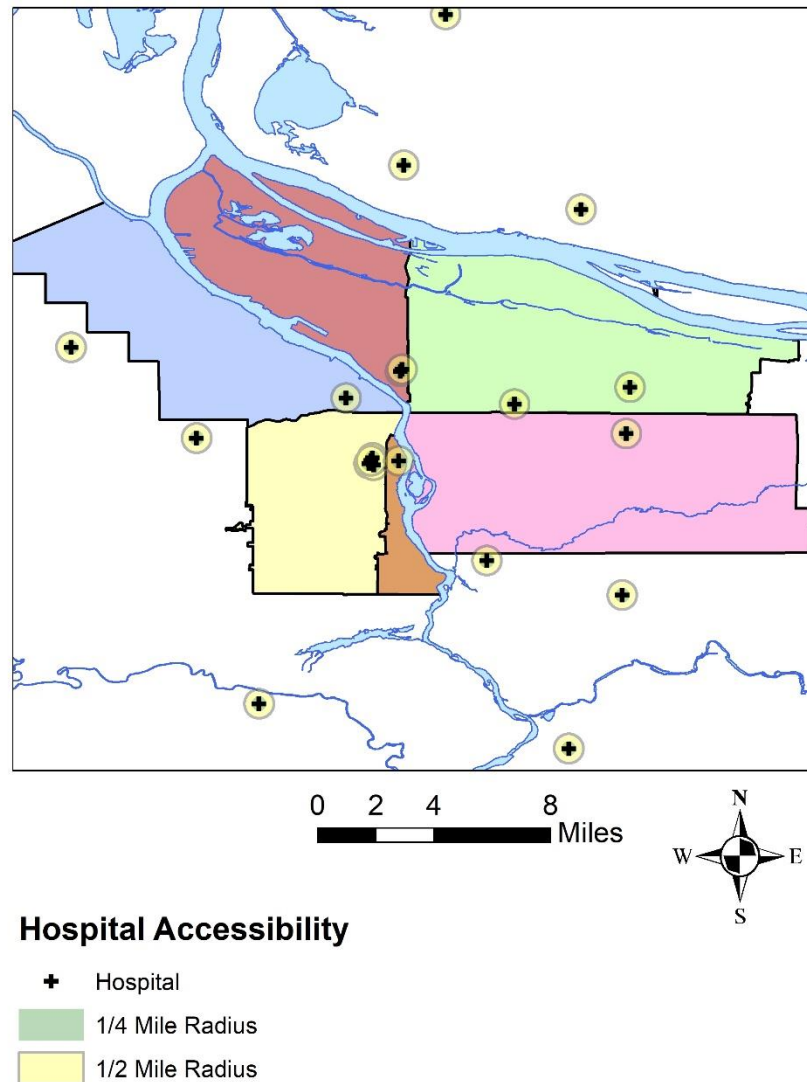 0 2 4 8
Miles
N
W E
S
Hospital Accessibility
Hospital
1/4 Mile Radius
1/2 Mile Radius